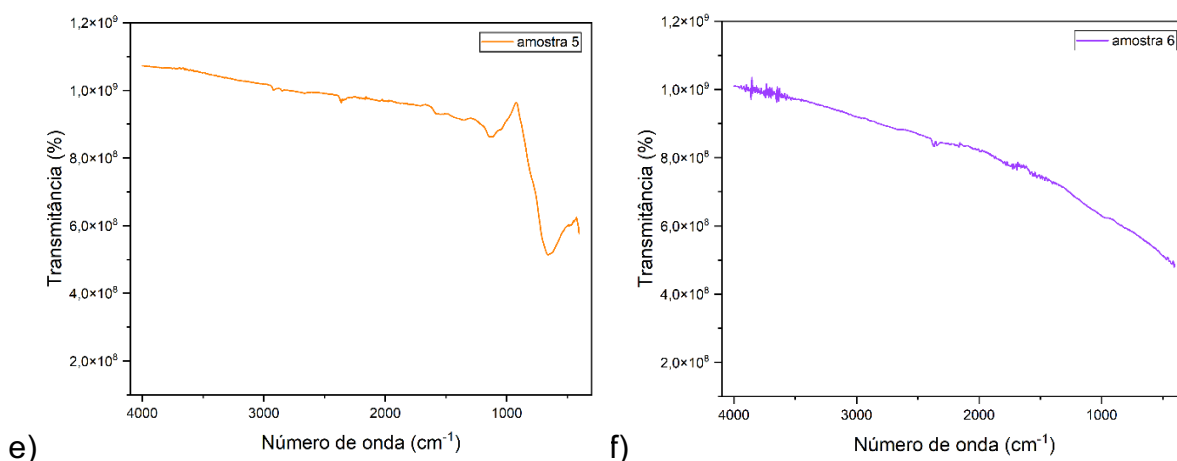 1,2×10⁹
1,0×10⁹
8,0×10⁸
6,0×10⁸
4,0×10⁸
2,0×10⁸
Transmitância (%)
amostra 5
4000 3000 2000 1000
Número de onda (cm⁻¹)
e)
1,2×10⁹
1,0×10⁹
8,0×10⁸
6,0×10⁸
4,0×10⁸
2,0×10⁸
Transmitância (%)
amostra 6
4000 3000 2000 1000
Número de onda (cm⁻¹)
f)